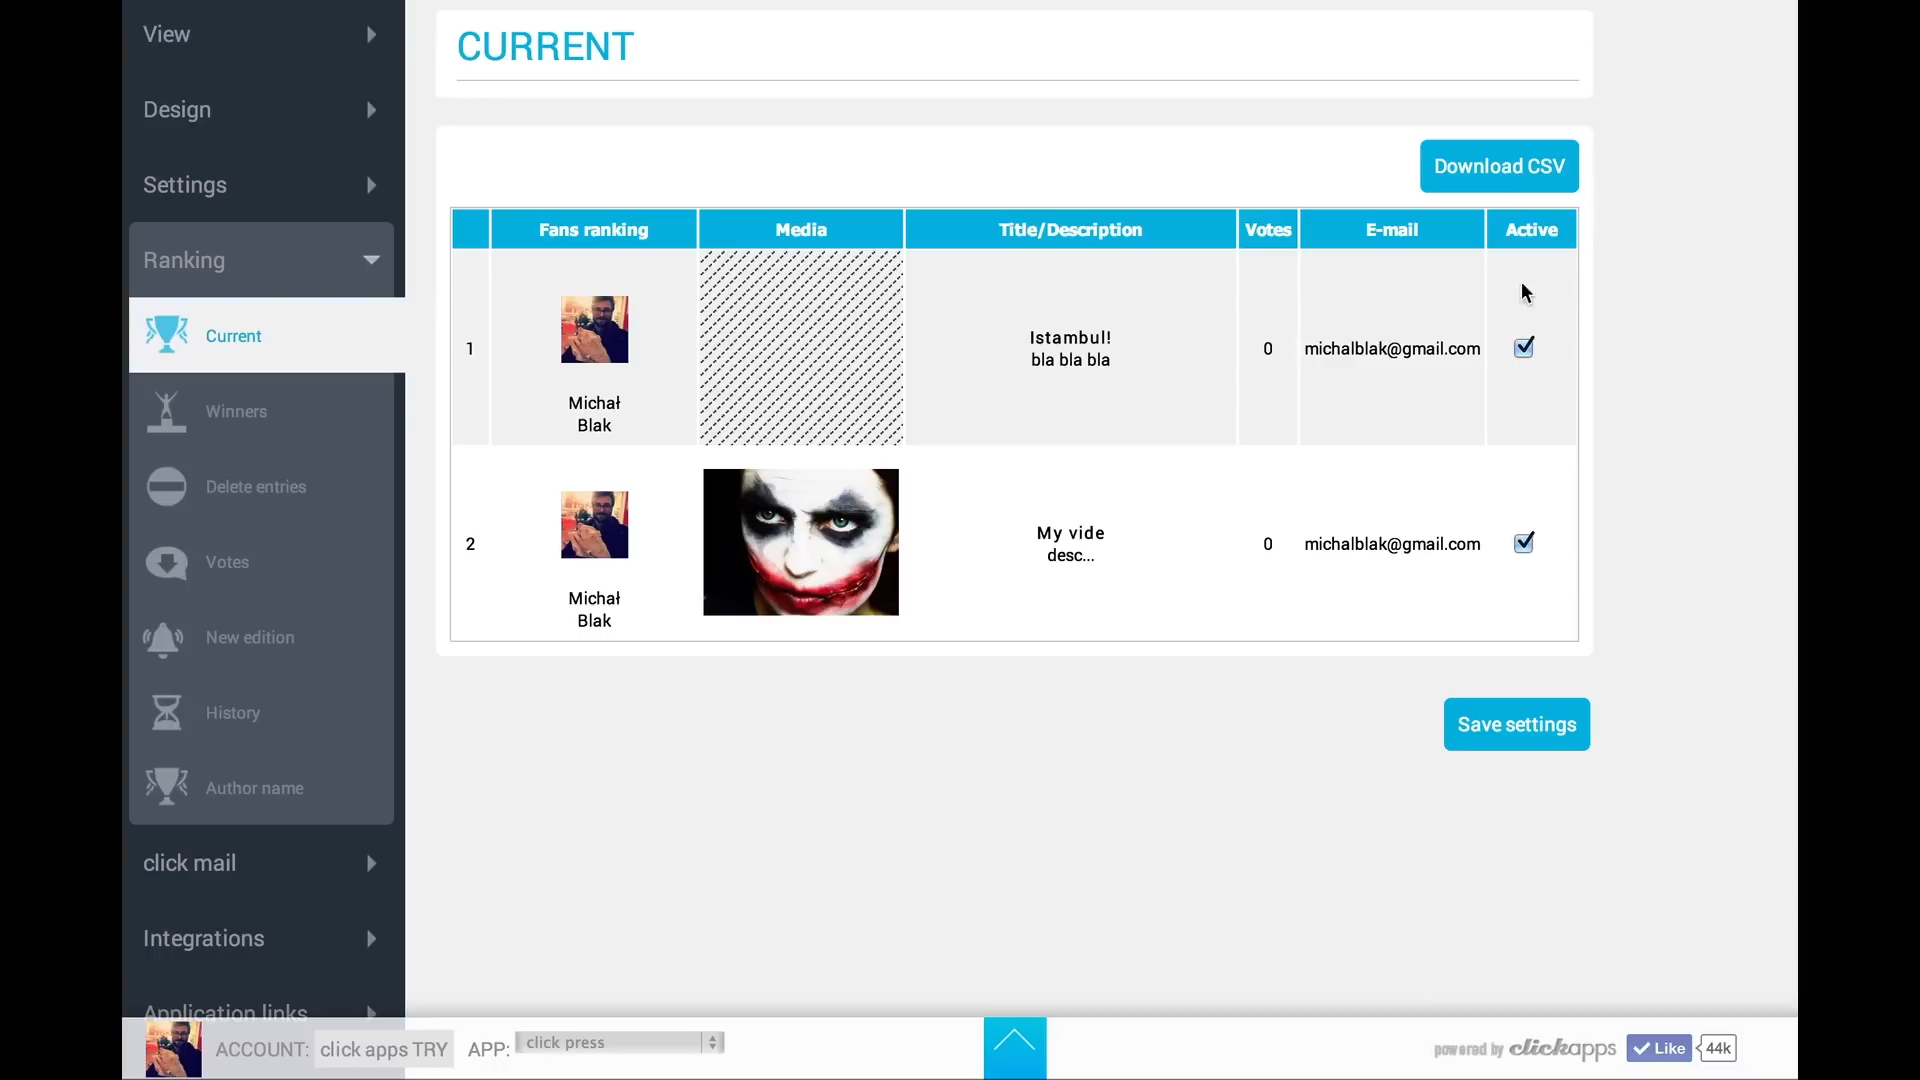 View
Design
Settings
Ranking
Current
Winners
Delete entries
Votes
New edition
History
Author name
click mail
Integrations
Application links
CURRENT
Download CSV
Fans ranking Media Title/Description Votes E-mail Active
1
Michał
Blak
Istambul!
bla bla bla
0
michalblak@gmail.com
2
Michał
Blak
My vide
desc...
0
michalblak@gmail.com
Save settings
ACCOUNT: click apps TRY APP: click press
powered by clickapps
Like 44k